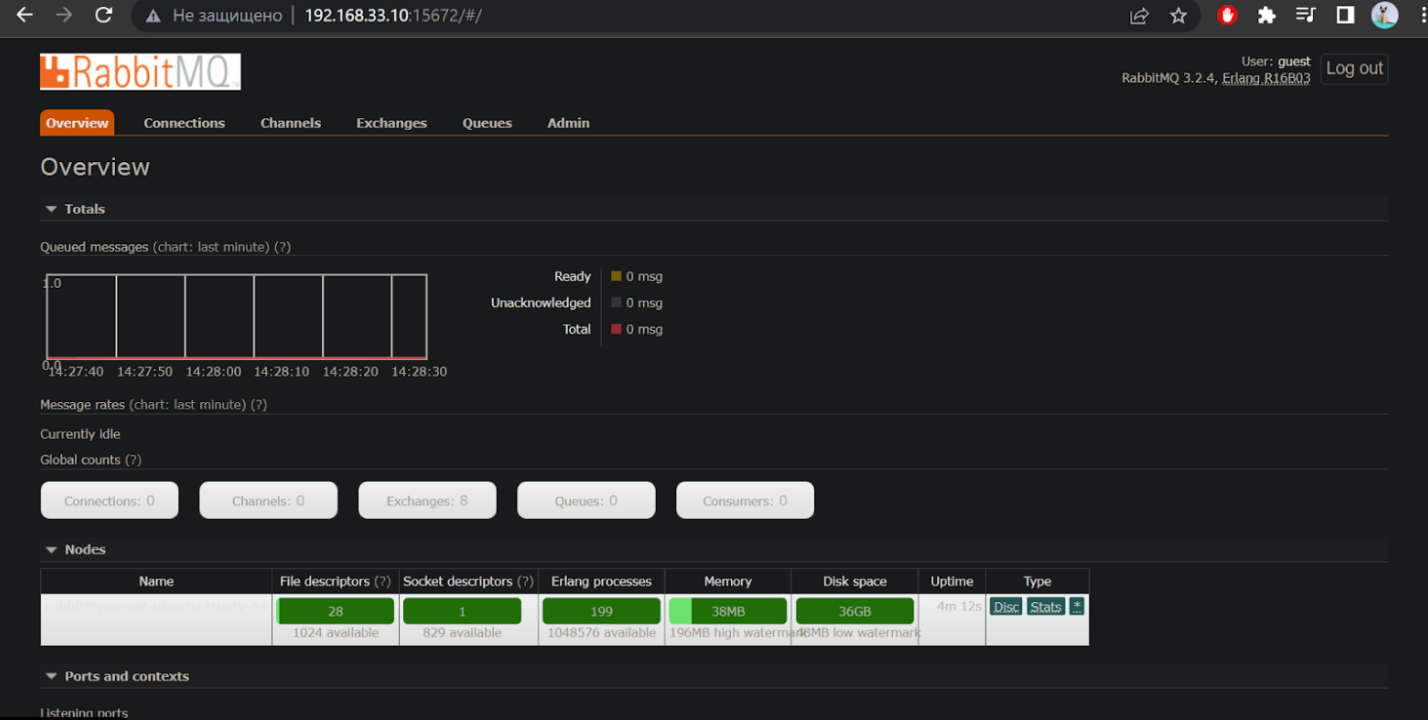 Не защищено 192.168.33.10:15672/#/
RabbitMQ
User: guest
RabbitMQ 3.2.4, Erlang R16B03
Log out
Overview Connections Channels Exchanges Queues Admin
Overview
Totals
Queued messages (chart: last minute) (?)
1.0
0.0
14:27:40 14:27:50 14:28:00 14:28:10 14:28:20 14:28:30
Ready 0 msg
Unacknowledged 0 msg
Total 0 msg
Message rates (chart: last minute) (?)
Currently idle
Global counts (?)
Connections: 0 Channels: 0 Exchanges: 8 Queues: 0 Consumers: 0
Nodes
Name File descriptors (?) Socket descriptors (?) Erlang processes Memory Disk space Uptime Type
28 1 199 38MB 36GB 4m 12s Disc Stats *
1024 available 829 available 1048576 available 196MB high watermark 48MB low watermark
Ports and contexts
Listening ports